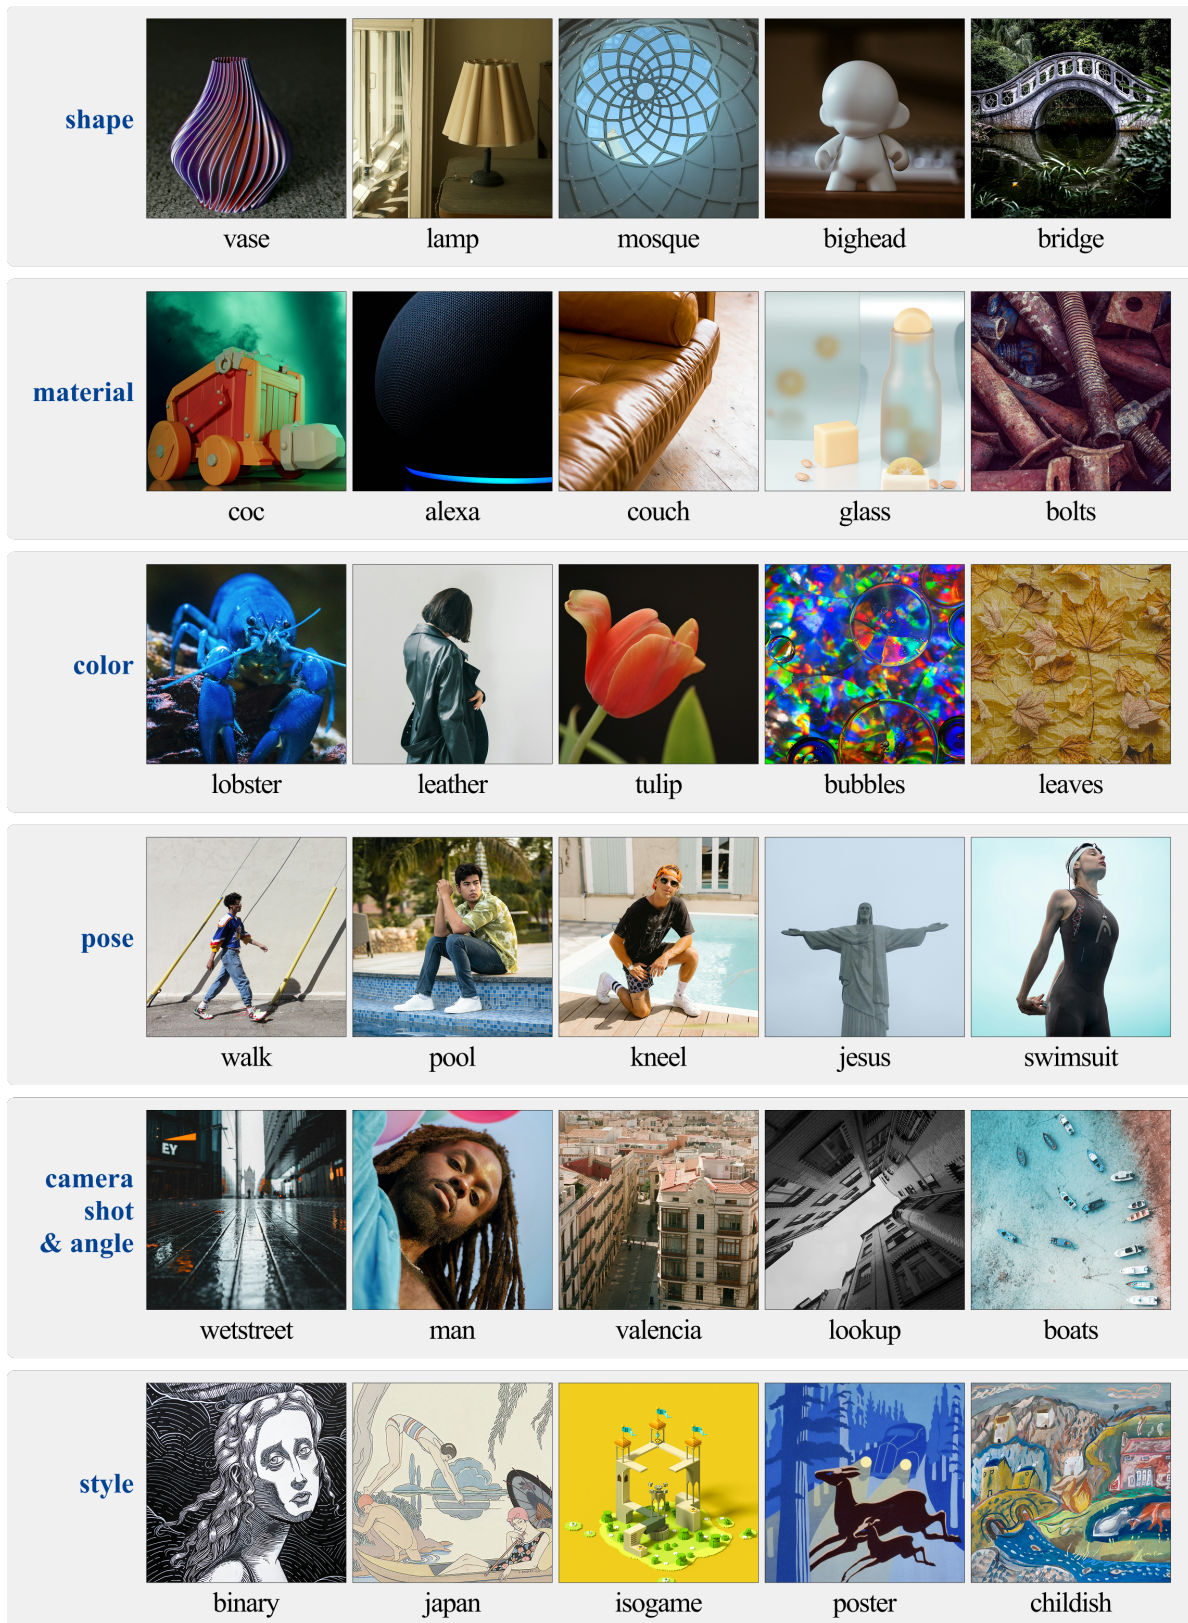 shape
vase
lamp
mosque
bighead
bridge
material
coc
alexa
couch
glass
bolts
color
lobster
leather
tulip
bubbles
leaves
pose
walk
pool
kneel
jesus
swimsuit
camera
shot
& angle
EY
wetstreet
man
valencia
lookup
boats
style
binary
japan
isogame
poster
childish